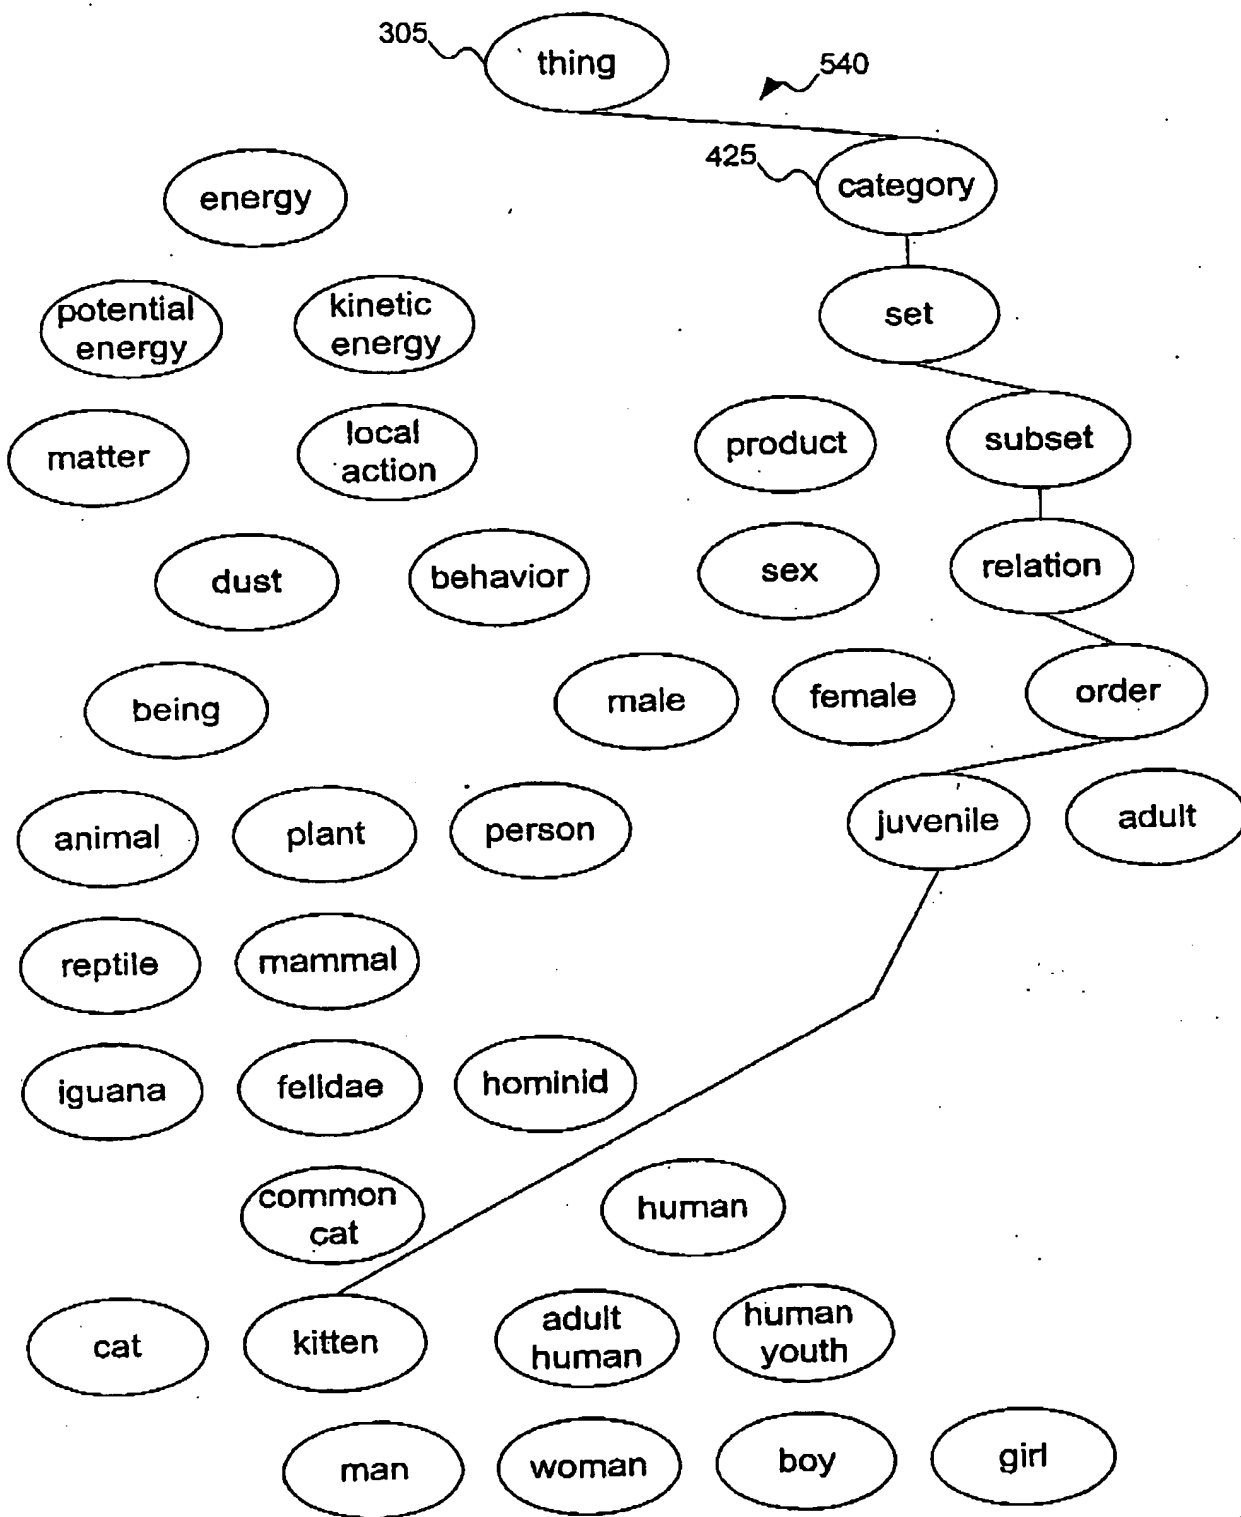 305
thing
540
425
category
energy
potential
energy
kinetic
energy
set
matter
local
action
product
subset
dust
behavior
sex
relation
being
male
female
order
animal
plant
person
juvenile
adult
reptile
mammal
iguana
felidae
hominid
common
cat
human
cat
kitten
adult
human
human
youth
man
woman
boy
girl